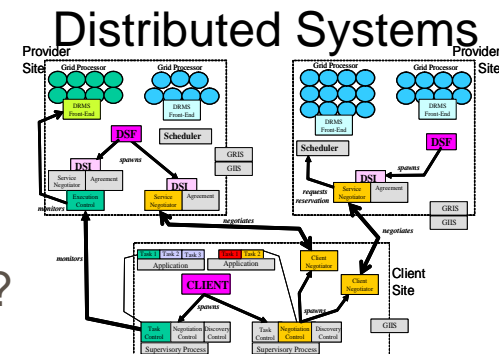 Distributed Systems
Provider
Site
Grid Processor
Grid Processor
DRMS
Front-End
DRMS
Front-End
DSF
Scheduler
spawns
DSI
Service
Negotiator
Agreement
Execution
Control
monitors
DSI
Service
Negotiator
Agreement
GRIS
GIIS
Provider
Site
Grid Processor
Grid Processor
DRMS
Front-End
DRMS
Front-End
Scheduler
DSF
spawns
requests
reservation
DSI
Service
Negotiator
Agreement
GRIS
GIIS
negotiates
negotiates
monitors
?
Task 1
Task 2
Task 3
Application
Task 1
Task 2
Application
Client
Negotiator
Client
Negotiator
Client
Site
CLIENT
spawns
spawns
Task
Control
Negotiation
Control
Discovery
Control
Supervisory Process
Task
Control
Negotiation
Control
Discovery
Control
Supervisory Process
GIIS